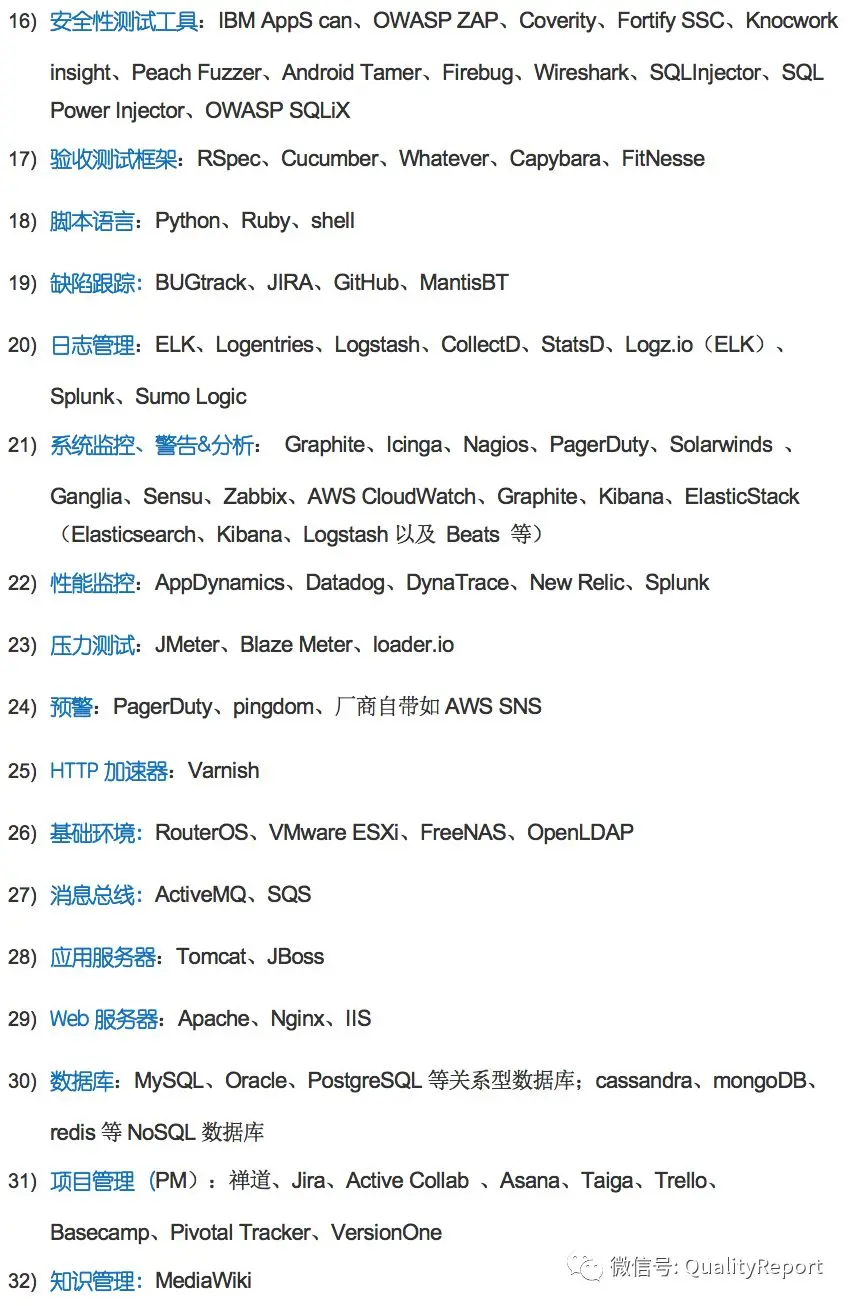 16) 安全性测试工具：IBM AppS can、OWASP ZAP、Coverity、Fortify SSC、Knocwork
insight、Peach Fuzzer、Android Tamer、Firebug、Wireshark、SQLInjector、SQL
Power Injector、OWASP SQLiX
17) 验收测试框架：RSpec、Cucumber、Whatever、Capybara、FitNesse
18) 脚本语言：Python、Ruby、shell
19) 缺陷跟踪：BUGtrack、JIRA、GitHub、MantisBT
20) 日志管理：ELK、Logentries、Logstash、CollectD、StatsD、Logz.io（ELK）、
Splunk、Sumo Logic
21) 系统监控、警告&分析： Graphite、Icinga、Nagios、PagerDuty、Solarwinds 、
Ganglia、Sensu、Zabbix、AWS CloudWatch、Graphite、Kibana、ElasticStack
（Elasticsearch、Kibana、Logstash 以及 Beats 等）
22) 性能监控：AppDynamics、Datadog、DynaTrace、New Relic、Splunk
23) 压力测试：JMeter、Blaze Meter、loader.io
24) 预警：PagerDuty、pingdom、厂商自带如 AWS SNS
25) HTTP 加速器：Varnish
26) 基础环境：RouterOS、VMware ESXi、FreeNAS、OpenLDAP
27) 消息总线：ActiveMQ、SQS
28) 应用服务器：Tomcat、JBoss
29) Web 服务器：Apache、Nginx、IIS
30) 数据库：MySQL、Oracle、PostgreSQL 等关系型数据库；cassandra、mongoDB、
redis 等 NoSQL 数据库
31) 项目管理（PM）：禅道、Jira、Active Collab 、Asana、Taiga、Trello、
Basecamp、Pivotal Tracker、VersionOne
32) 知识管理：MediaWiki
微信号: QualityReport